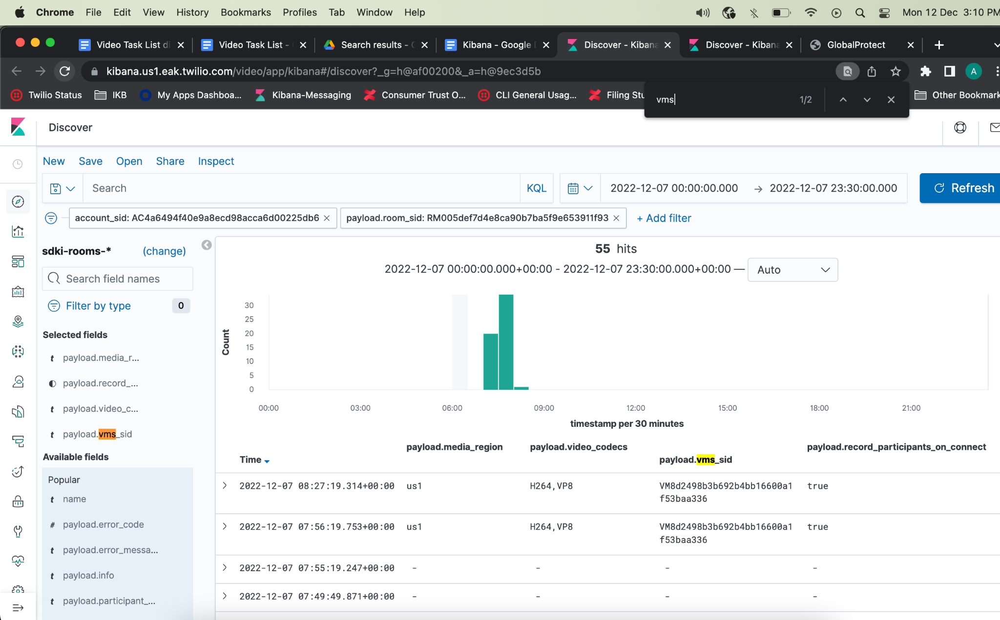 Chrome File Edit View History Bookmarks Profiles Tab Window Help Mon 12 Dec 3:10 PM
Video Task List di Video Task List - Search results - Kibana - Google Discover - Kibana Discover - Kibana GlobalProtect
kibana.us1.eak.twilio.com/video/app/kibana#/discover?_g=h@af00200&_a=h@9ec3d5b A
Twilio Status IKB My Apps Dashboa... Kibana-Messaging Consumer Trust O... CLI General Usag... Filing Stu Other Bookmark
vms 1/2
Discover
New Save Open Share Inspect
Search KQL 2022-12-07 00:00:00.000 → 2022-12-07 23:30:00.000 Refresh
account_sid: AC4a6494f40e9a8ecd98acca6d00225db6 × payload.room_sid: RM005def7d4e8ca90b7ba5f9e653911f93 × + Add filter
sdki-rooms-* (change)
Search field names
Filter by type 0
Selected fields
t payload.media_r...
payload.record_...
t payload.video_c...
t payload.vms_sid
Available fields
Popular
t name
# payload.error_code
t payload.error_messa...
t payload.info
t payload.participant_...
55 hits
2022-12-07 00:00:00.000+00:00 - 2022-12-07 23:30:00.000+00:00 — Auto
Count
30
25
20
15
10
5
0
00:00 03:00 06:00 09:00 12:00 15:00 18:00 21:00
timestamp per 30 minutes
Time payload.media_region payload.video_codecs payload.vms_sid payload.record_participants_on_connect
2022-12-07 08:27:19.314+00:00 us1 H264,VP8 VM8d2498b3b692b4bb16600a1 true
f53baa336
2022-12-07 07:56:19.753+00:00 us1 H264,VP8 VM8d2498b3b692b4bb16600a1 true
f53baa336
2022-12-07 07:55:19.247+00:00 - - - -
2022-12-07 07:49:49.871+00:00 - - - -